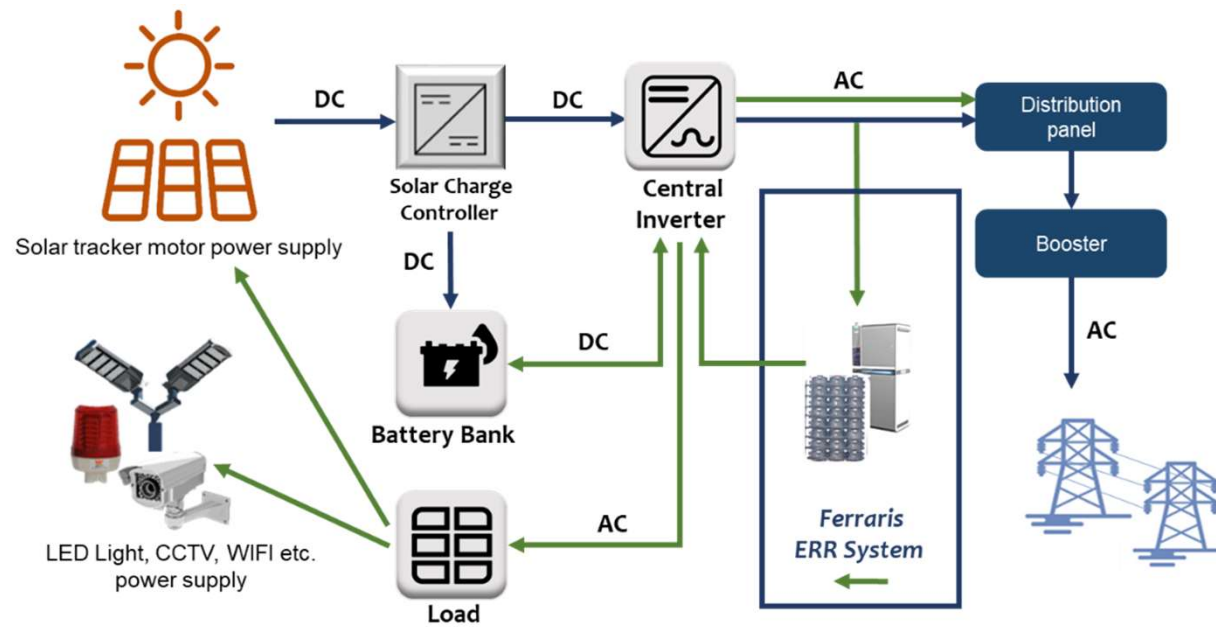 DC
DC
AC
Distribution
panel
Solar Charge
Controller
Central
Inverter
Solar tracker motor power supply
DC
Booster
DC
AC
Battery Bank
AC
Ferraris
ERR System
LED Light, CCTV, WIFI etc.
power supply
Load